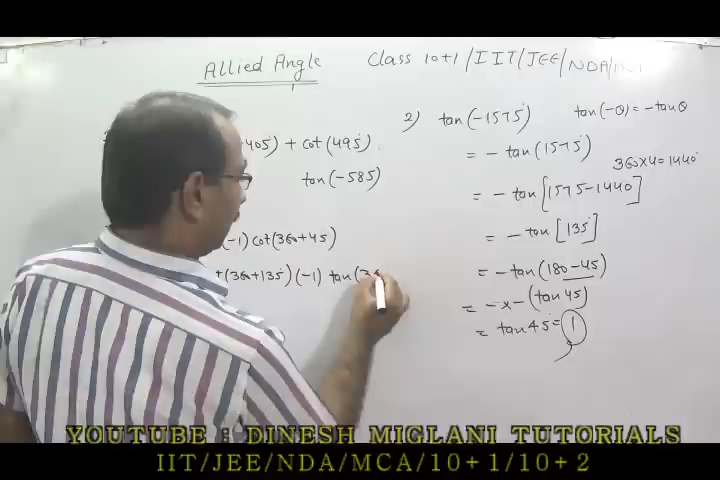 Allied Angle
Class 10+1/IIT/JEE/NDA/
405°) + cot(495°)
tan(-585)
(-1) cot(360+45)
(360+135)(-1) tan(3
2) tan(-1575°) tan(-θ)=-tanθ
= - tan(1575°)
360×4=1440°
= - tan[1575-1440]
= - tan[135]
= - tan(180-45)
= -x-(tan45)
= tan45°=1
YOUTUBE : DINESH MIGLANI TUTORIALS
IIT/JEE/NDA/MCA/10+1/10+2